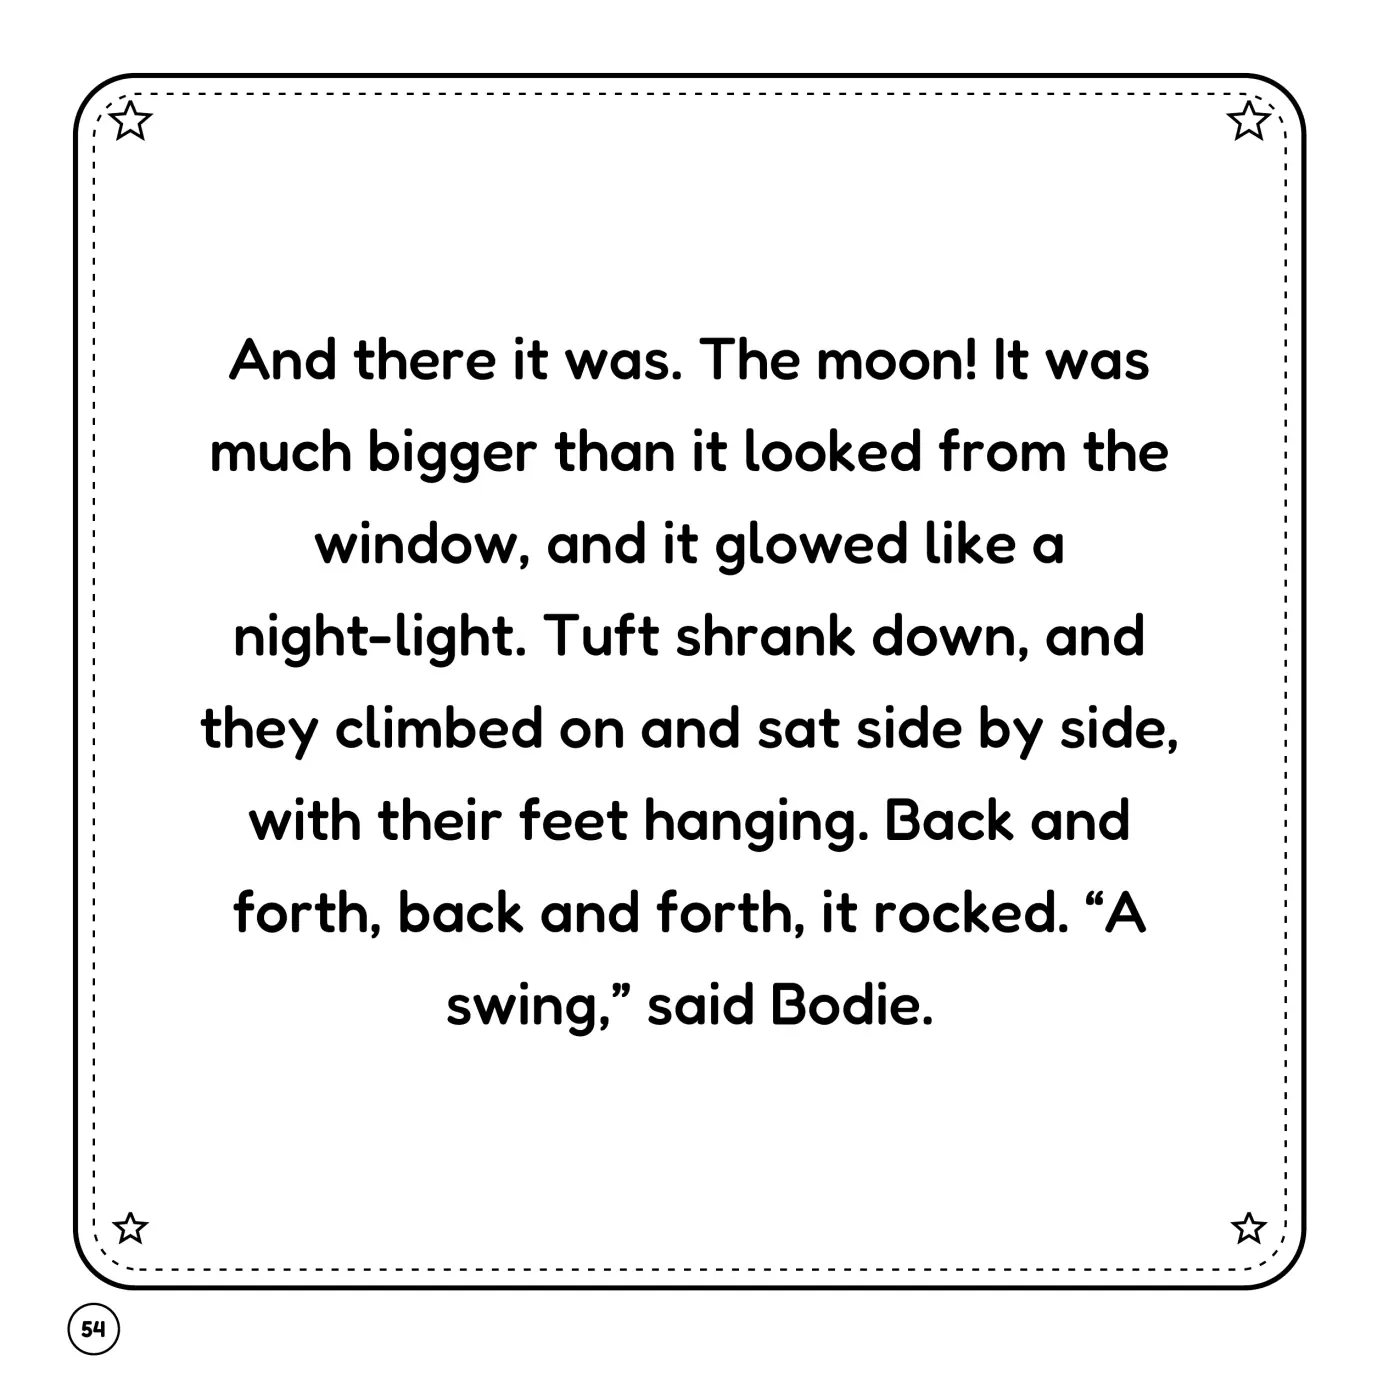 And there it was. The moon! It was
much bigger than it looked from the
window, and it glowed like a
night-light. Tuft shrank down, and
they climbed on and sat side by side,
with their feet hanging. Back and
forth, back and forth, it rocked. “A
swing,” said Bodie.
54